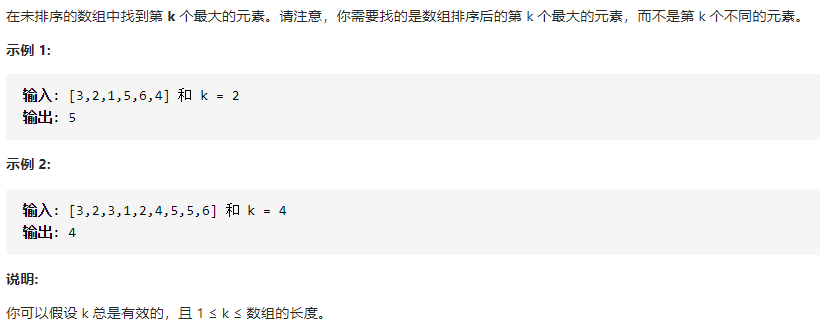 在未排序的数组中找到第 k 个最大的元素。请注意，你需要找的是数组排序后的第 k 个最大的元素，而不是第 k 个不同的元素。
示例 1:
输入: [3,2,1,5,6,4] 和 k = 2
输出: 5
示例 2:
输入: [3,2,3,1,2,4,5,5,6] 和 k = 4
输出: 4
说明:
你可以假设 k 总是有效的，且 1 ≤ k ≤ 数组的长度。